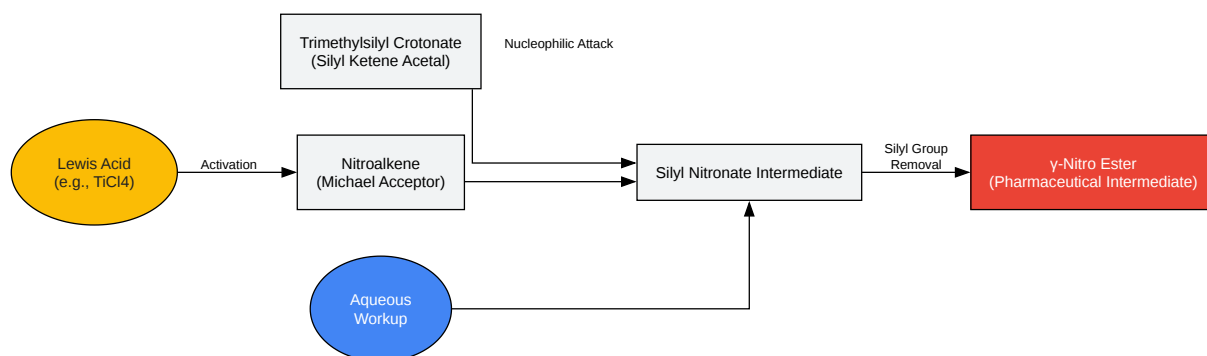 Trimethylsilyl Crotonate
(Silyl Ketene Acetal)
Nucleophilic Attack
Lewis Acid
(e.g., TiCl4)
Activation
Nitroalkene
(Michael Acceptor)
Silyl Nitronate Intermediate
Silyl Group
Removal
γ-Nitro Ester
(Pharmaceutical Intermediate)
Aqueous
Workup